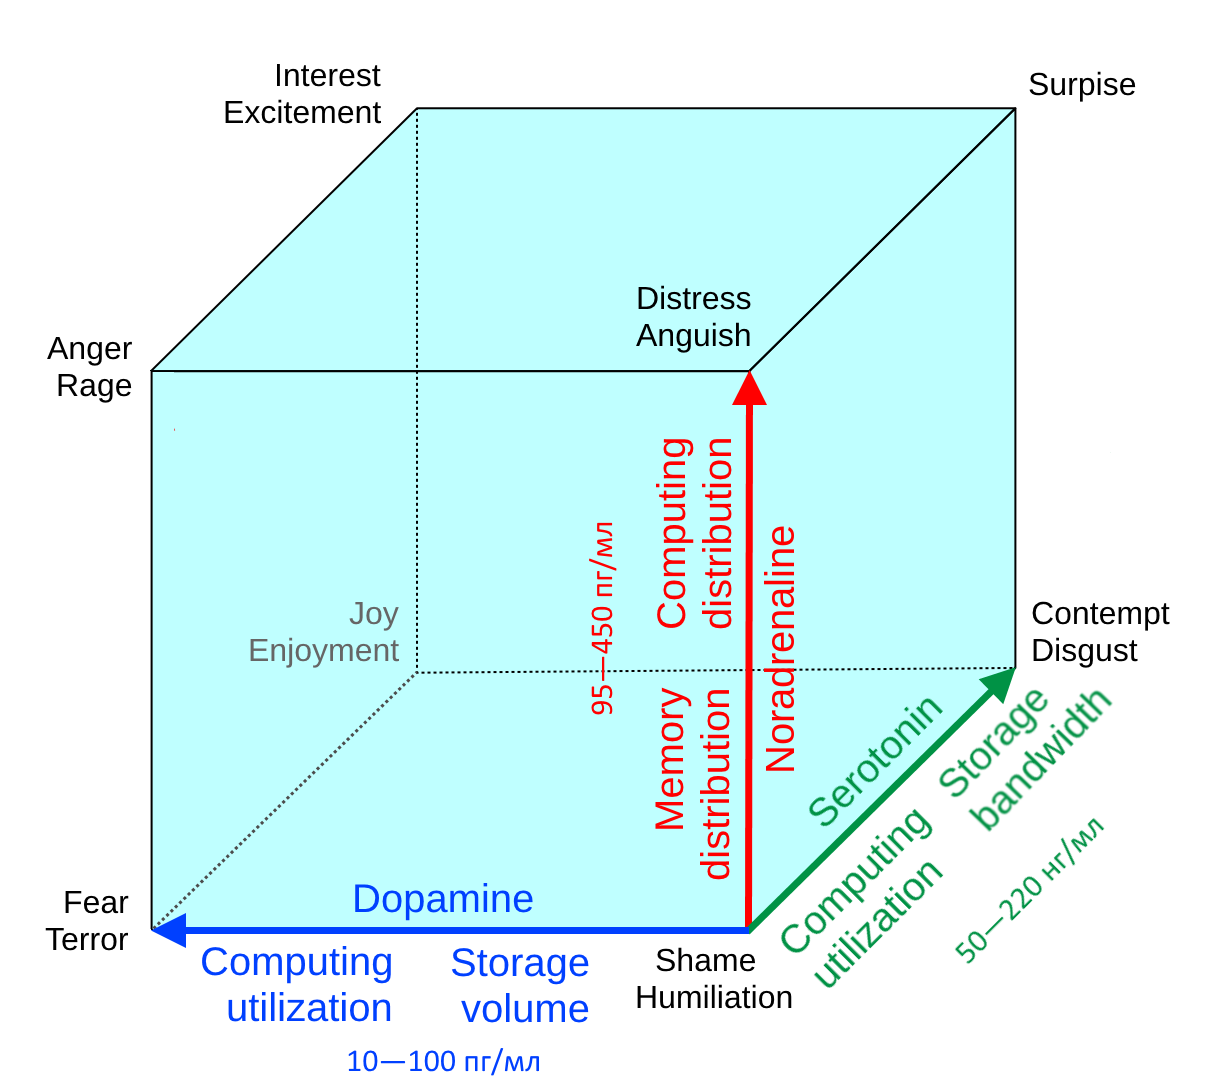 Interest
Excitement
Surpise
Distress
Anguish
Anger
Rage
Computing
distribution
95—450 пг/мл
Noradrenaline
Joy
Enjoyment
Contempt
Disgust
Memory
distribution
Serotonin
Storage
bandwidth
Computing
utilization
50—220 нг/мл
Fear
Terror
Dopamine
Computing
utilization
Storage
volume
Shame
Humiliation
10—100 пг/мл